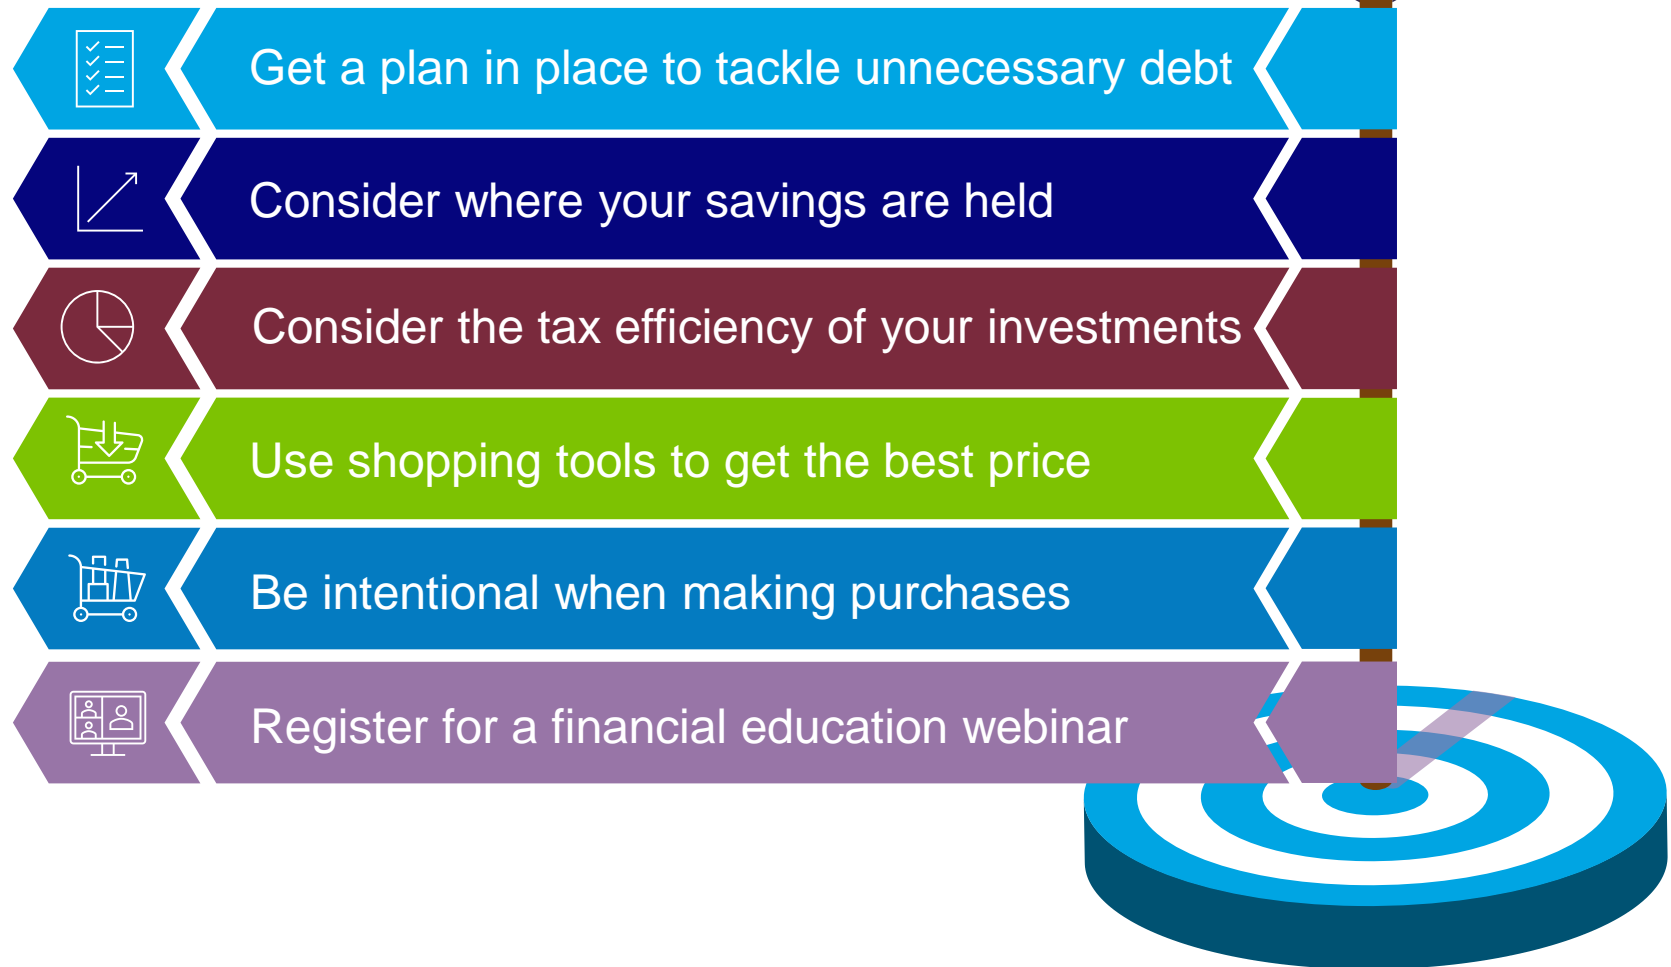 Get a plan in place to tackle unnecessary debt
Consider where your savings are held
Consider the tax efficiency of your investments
Use shopping tools to get the best price
Be intentional when making purchases
Register for a financial education webinar